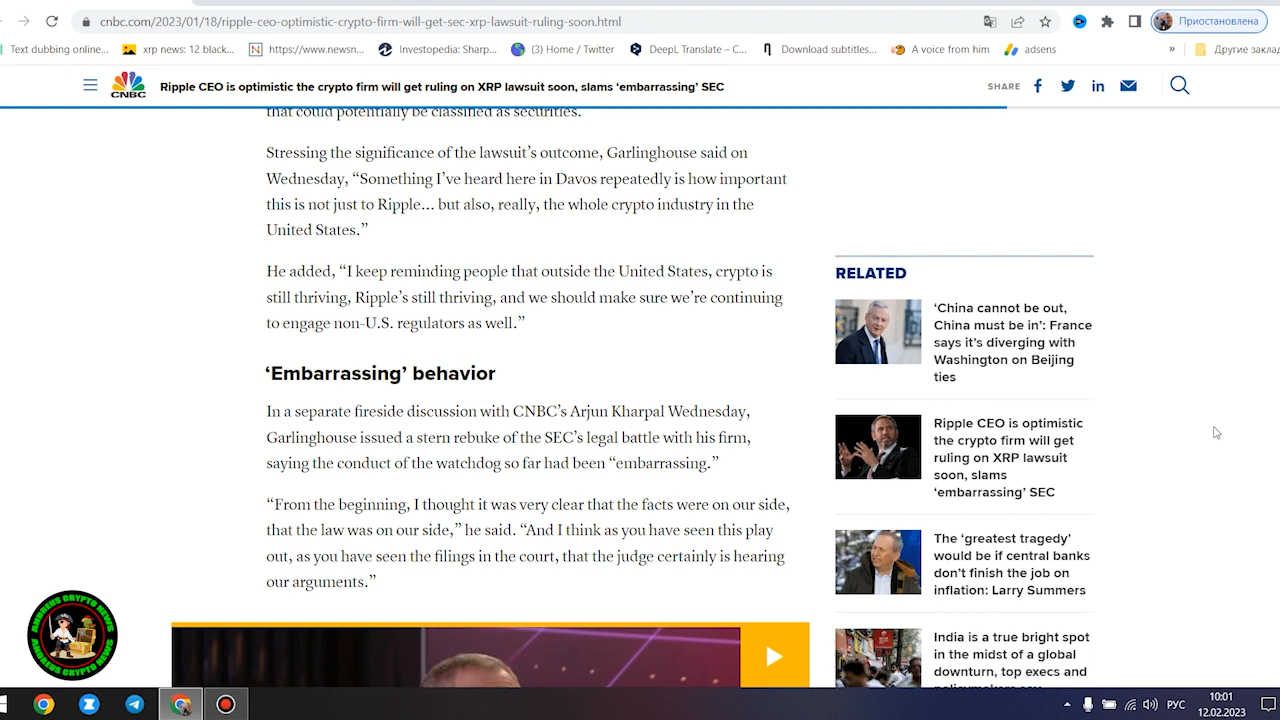 cnbc.com/2023/01/18/ripple-ceo-optimistic-crypto-firm-will-get-sec-xrp-lawsuit-ruling-soon.html
Приостановлена
Text dubbing online...
xrp news: 12 black...
https://www.newsn...
Investopedia: Sharp...
(3) Home / Twitter
DeepL Translate – C...
Download subtitles...
A voice from him
adsens
»
Другие закла
CNBC
Ripple CEO is optimistic the crypto firm will get ruling on XRP lawsuit soon, slams ‘embarrassing’ SEC
SHARE
that could potentially be classified as securities.
Stressing the significance of the lawsuit’s outcome, Garlinghouse said on
Wednesday, “Something I’ve heard here in Davos repeatedly is how important
this is not just to Ripple… but also, really, the whole crypto industry in the
United States.”
He added, “I keep reminding people that outside the United States, crypto is
still thriving, Ripple’s still thriving, and we should make sure we’re continuing
to engage non-U.S. regulators as well.”
‘Embarrassing’ behavior
In a separate fireside discussion with CNBC’s Arjun Kharpal Wednesday,
Garlinghouse issued a stern rebuke of the SEC’s legal battle with his firm,
saying the conduct of the watchdog so far had been “embarrassing.”
“From the beginning, I thought it was very clear that the facts were on our side,
that the law was on our side,” he said. “And I think as you have seen this play
out, as you have seen the filings in the court, that the judge certainly is hearing
our arguments.”
RELATED
‘China cannot be out,
China must be in’: France
says it’s diverging with
Washington on Beijing
ties
Ripple CEO is optimistic
the crypto firm will get
ruling on XRP lawsuit
soon, slams
‘embarrassing’ SEC
The ‘greatest tragedy’
would be if central banks
don’t finish the job on
inflation: Larry Summers
India is a true bright spot
in the midst of a global
downturn, top execs and
policymakers say
ANDREUS CRYPTO NEWS
ANDREUS CRYPTO NEWS
РУС
10:01
12.02.2023